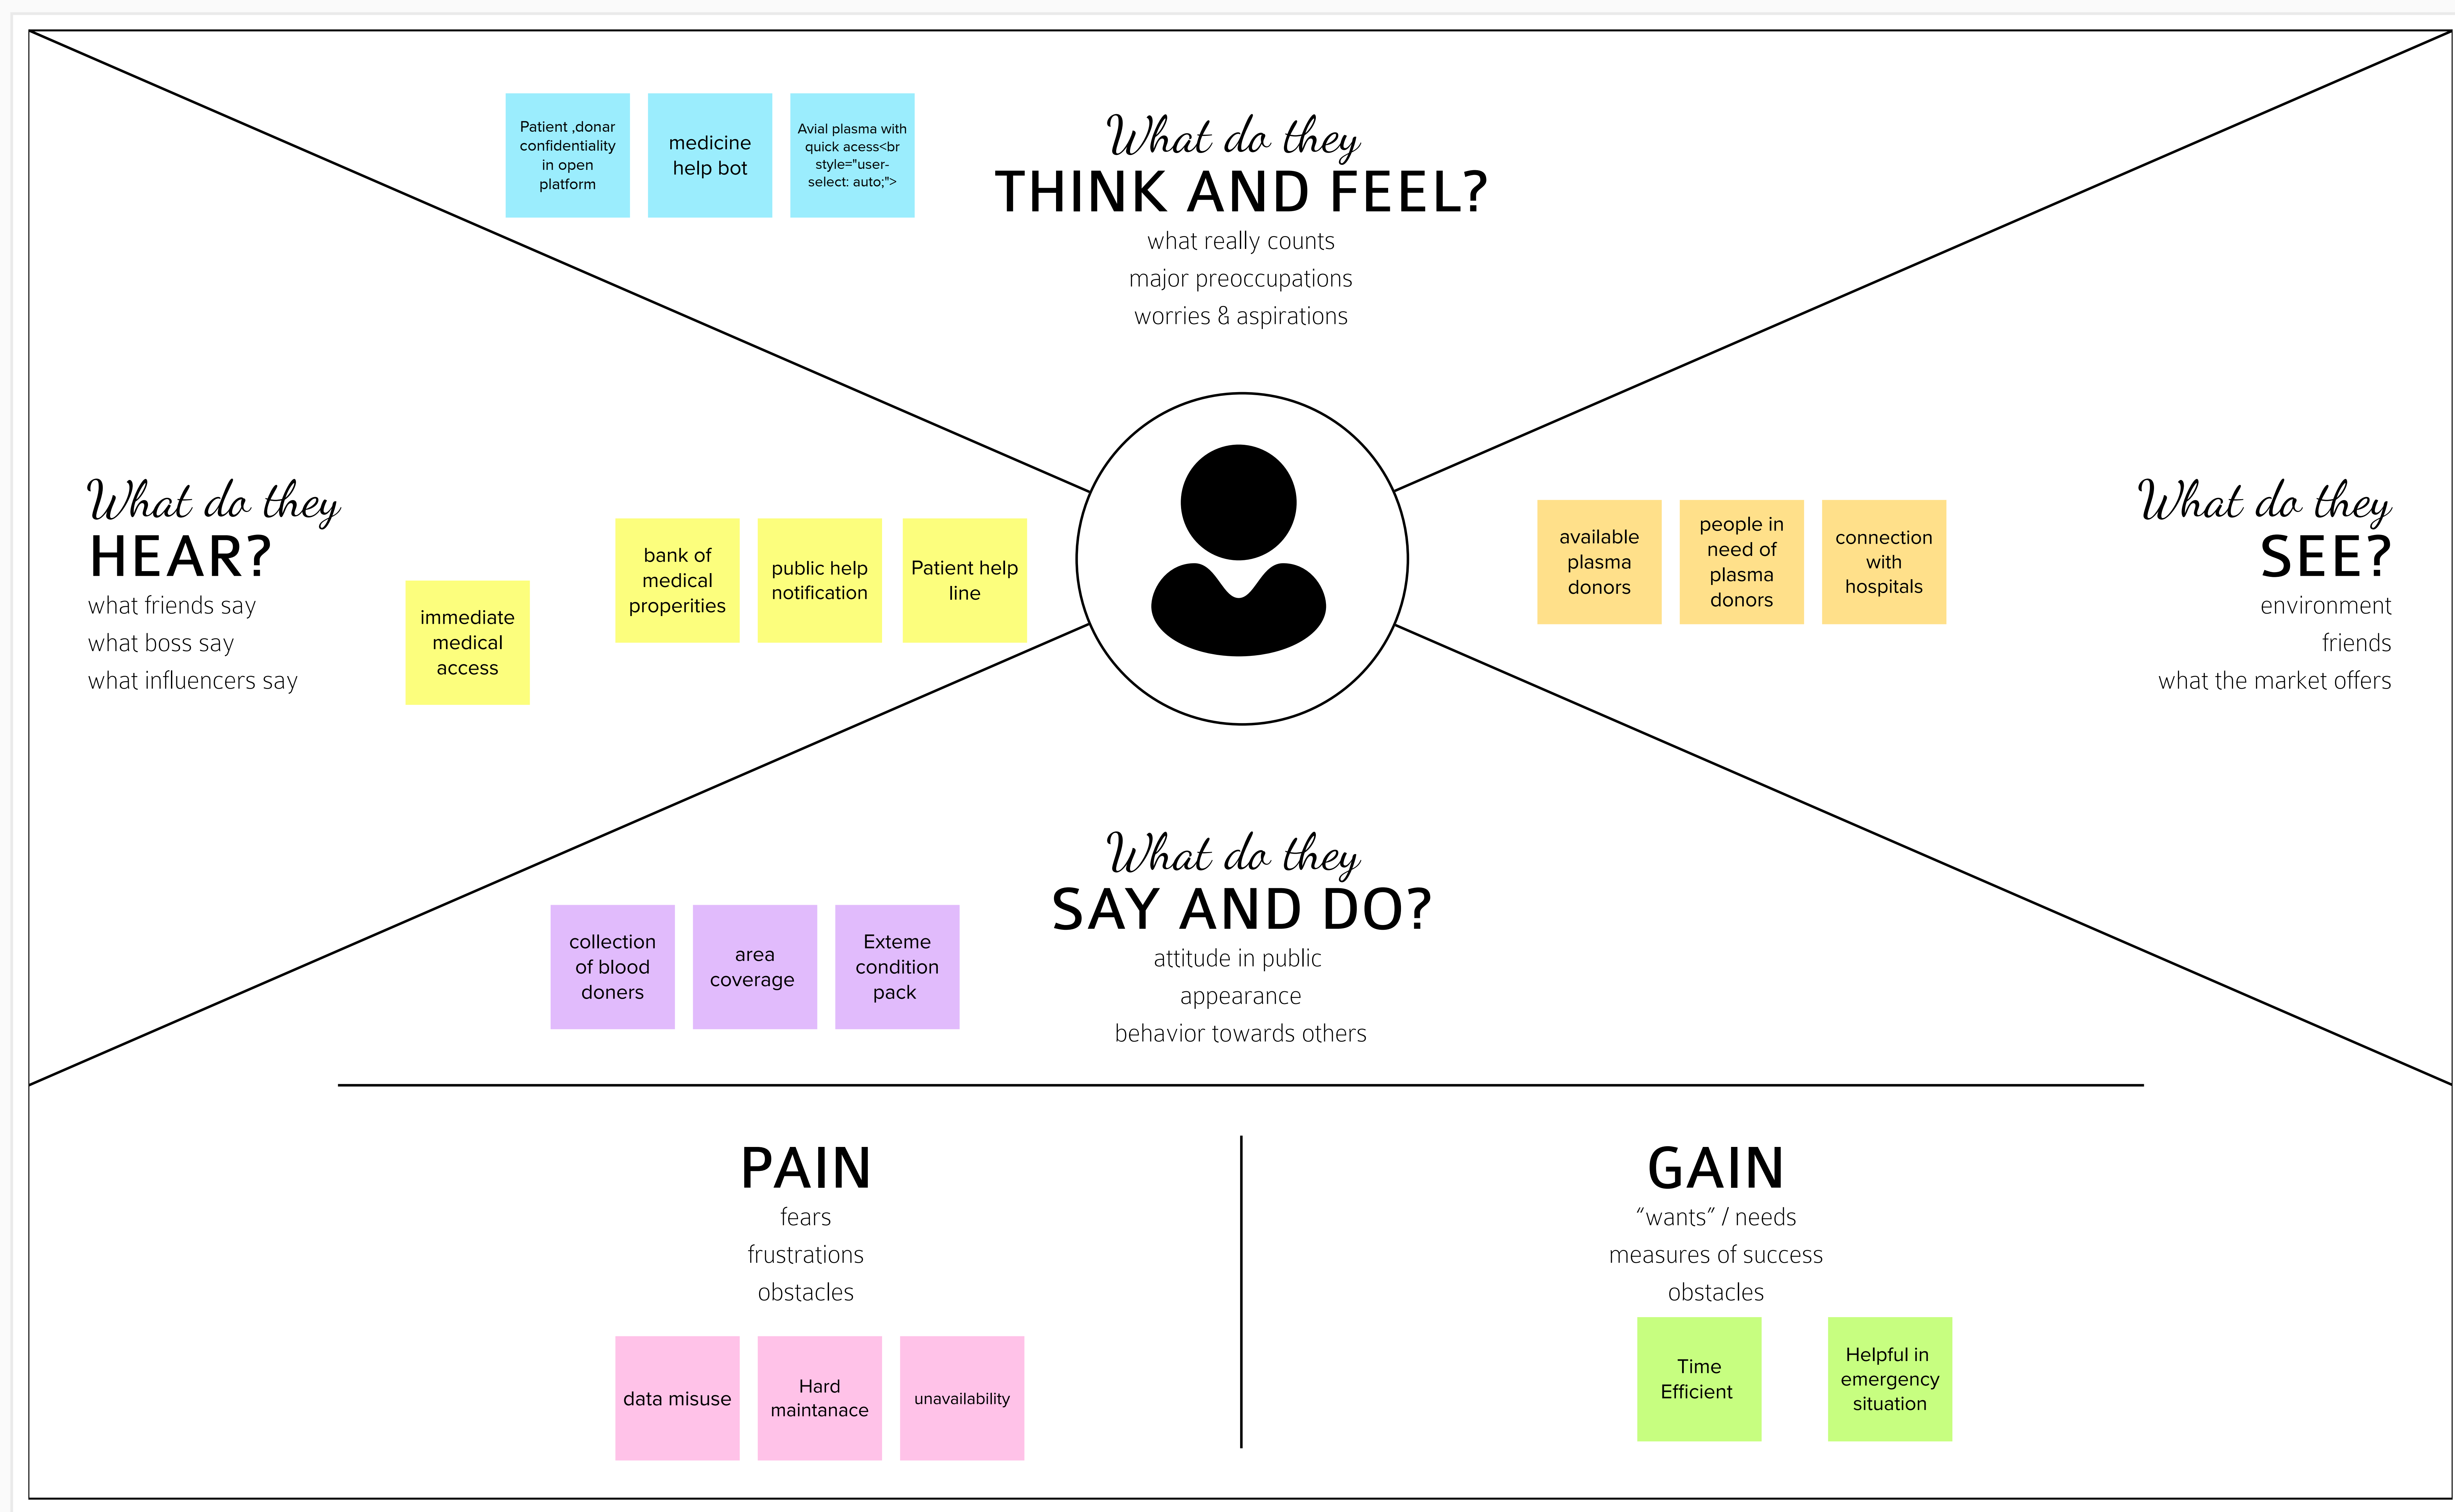 Patient ,donar
confidentiality
in open
platform
medicine
help bot
Avial plasma with
quick acess<br
style="user-
select: auto;">
What do they
THINK AND FEEL?
what really counts
major preoccupations
worries & aspirations
What do they
HEAR?
what friends say
what boss say
what influencers say
immediate
medical
access
bank of
medical
properities
public help
notification
Patient help
line
available
plasma
donors
people in
need of
plasma
donors
connection
with
hospitals
What do they
SEE?
environment
friends
what the market offers
What do they
SAY AND DO?
attitude in public
appearance
behavior towards others
collection
of blood
doners
area
coverage
Exteme
condition
pack
PAIN
fears
frustrations
obstacles
data misuse
Hard
maintanace
unavailability
GAIN
“wants” / needs
measures of success
obstacles
Time
Efficient
Helpful in
emergency
situation